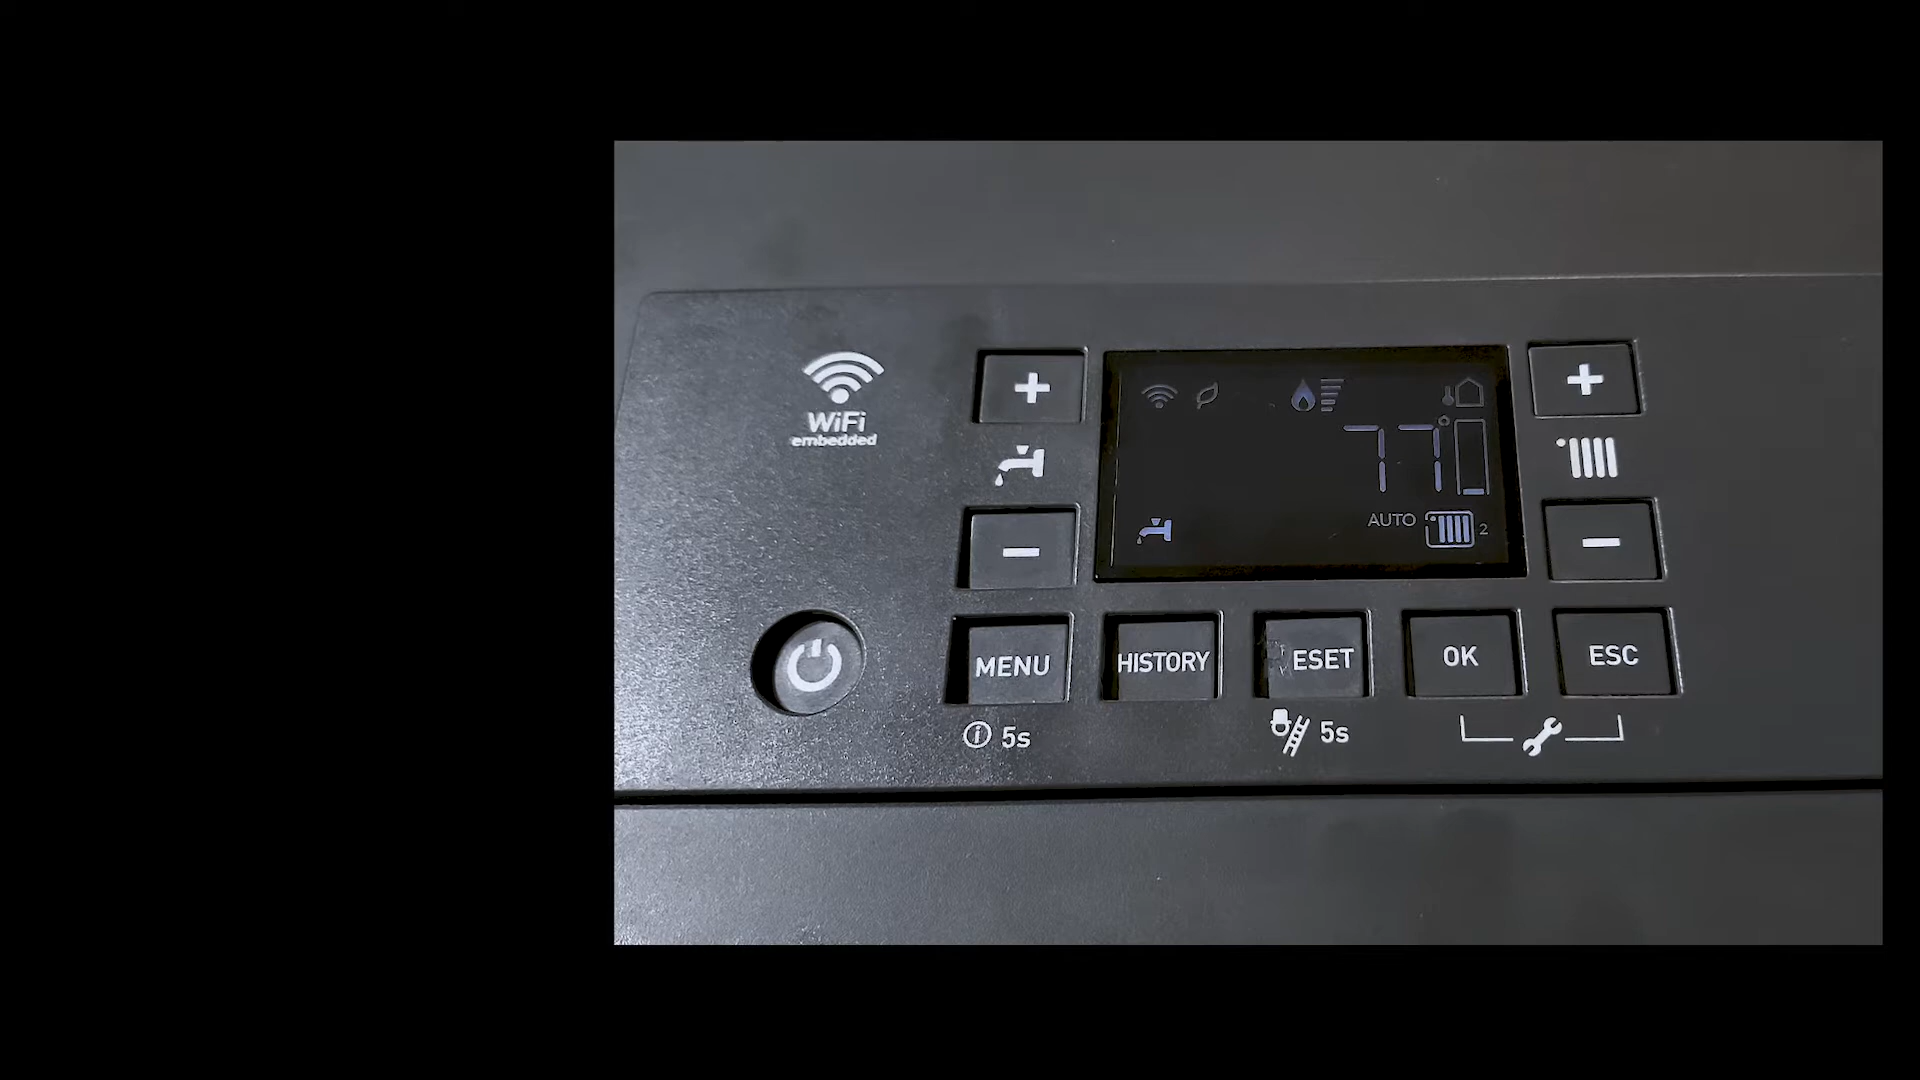 WiFi
embedded
77°
AUTO
2
MENU
HISTORY
ESET
OK
ESC
5s
5s